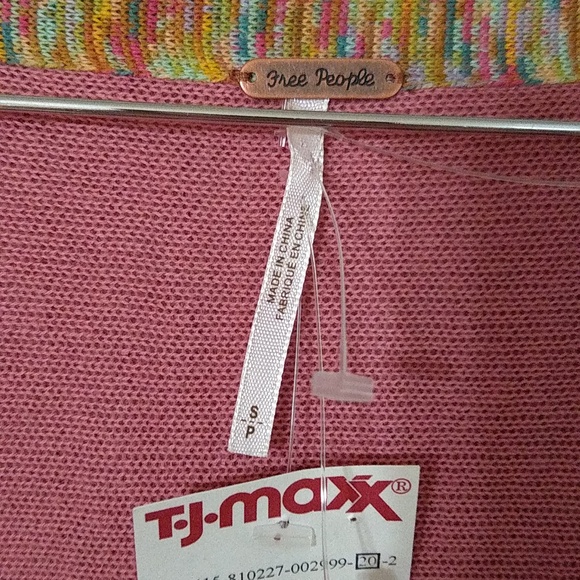 Free People
MADE IN CHINA
FABRIQUÉ EN CHINE
S
P
T·J·maxx®
810227-002999-20-2